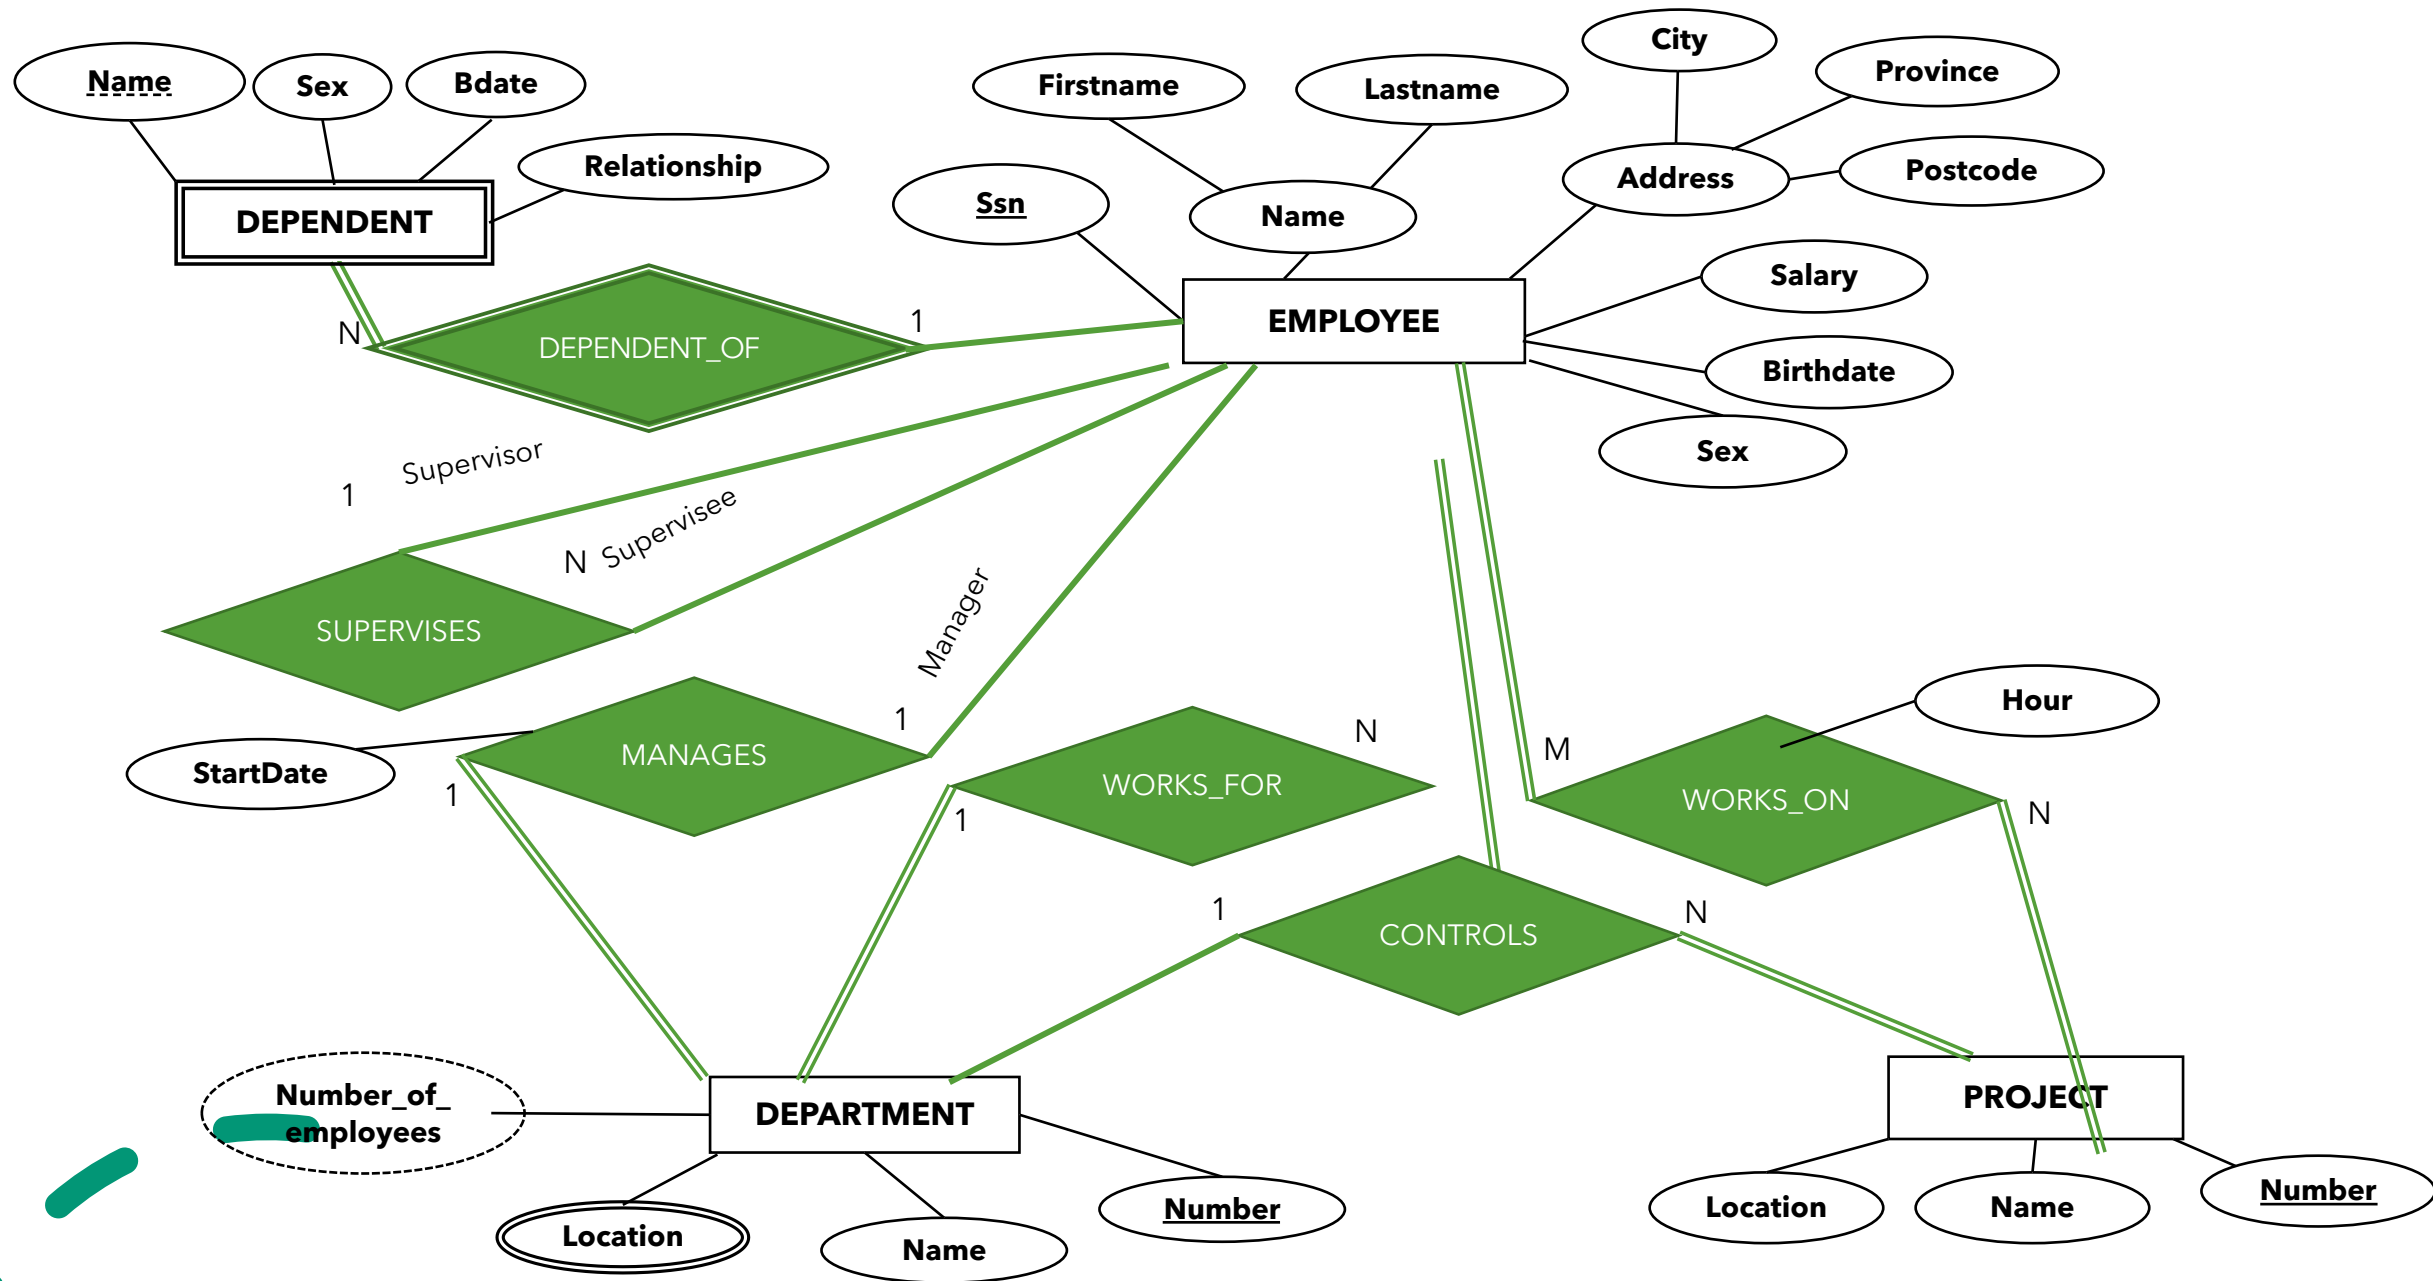 City
Province
Name
Sex
Bdate
Firstname
Lastname
Relationship
Address
Postcode
DEPENDENT
Ssn
Name
Salary
EMPLOYEE
N
DEPENDENT_OF
1
Birthdate
Sex
1
Supervisor
N
Supervisee
SUPERVISES
Manager
StartDate
1
MANAGES
1
WORKS_FOR
1
N
M
Hour
WORKS_ON
N
1
CONTROLS
N
Number_of_
employees
DEPARTMENT
PROJECT
Location
Name
Number
Location
Name
Number